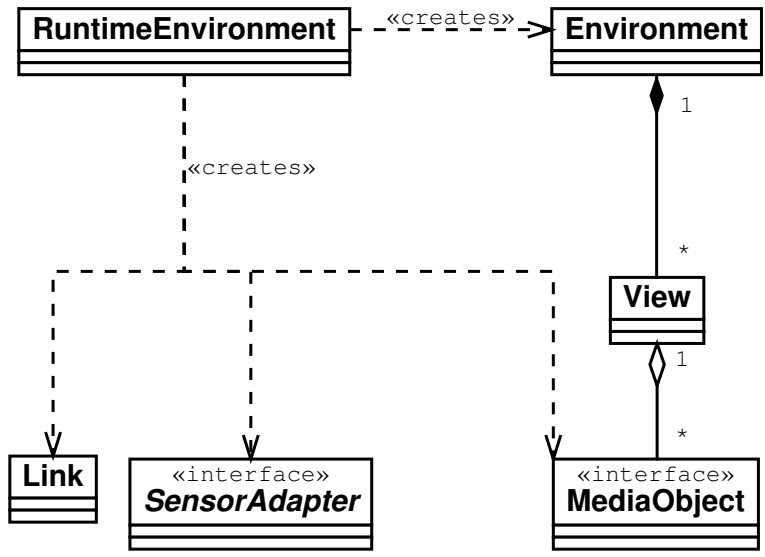 RuntimeEnvironment
«creates»
Environment
1
«creates»
*
View
1
*
Link
«interface»
SensorAdapter
«interface»
MediaObject